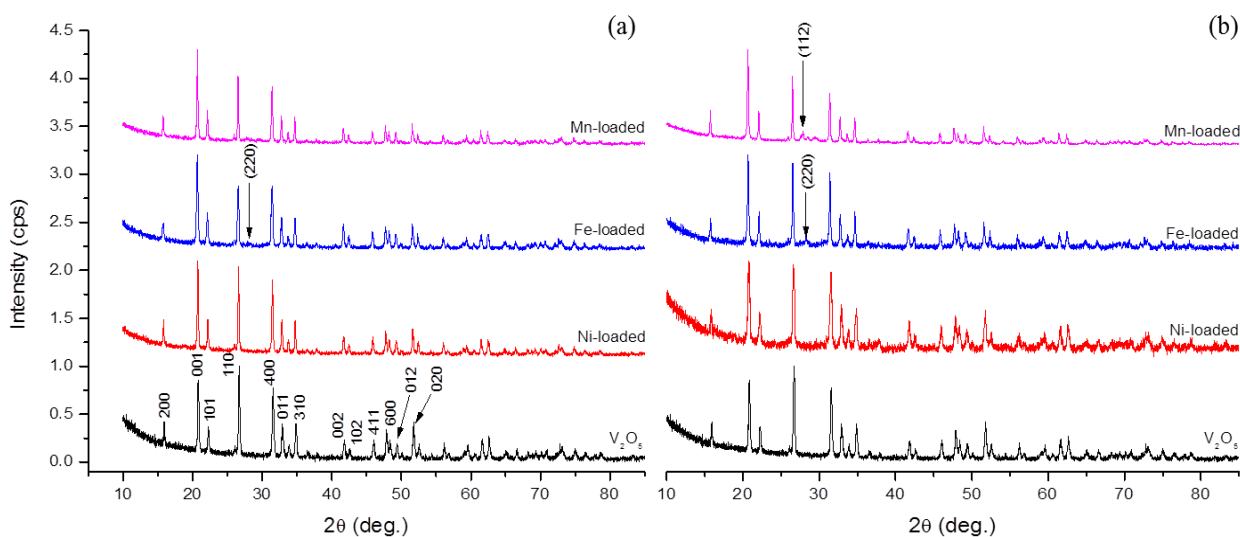 (a)
4.5
4.0
3.5
3.0
2.5
2.0
1.5
1.0
0.5
0.0
Intensity (cps)
Mn-loaded
(220)
Fe-loaded
Ni-loaded
200
001
101
110
400
011
310
002
102
411
600
012
020
V₂O₅
10 20 30 40 50 60 70 80
2θ (deg.)
(b)
(112)
Mn-loaded
(220)
Fe-loaded
Ni-loaded
V₂O₅
10 20 30 40 50 60 70 80
2θ (deg.)